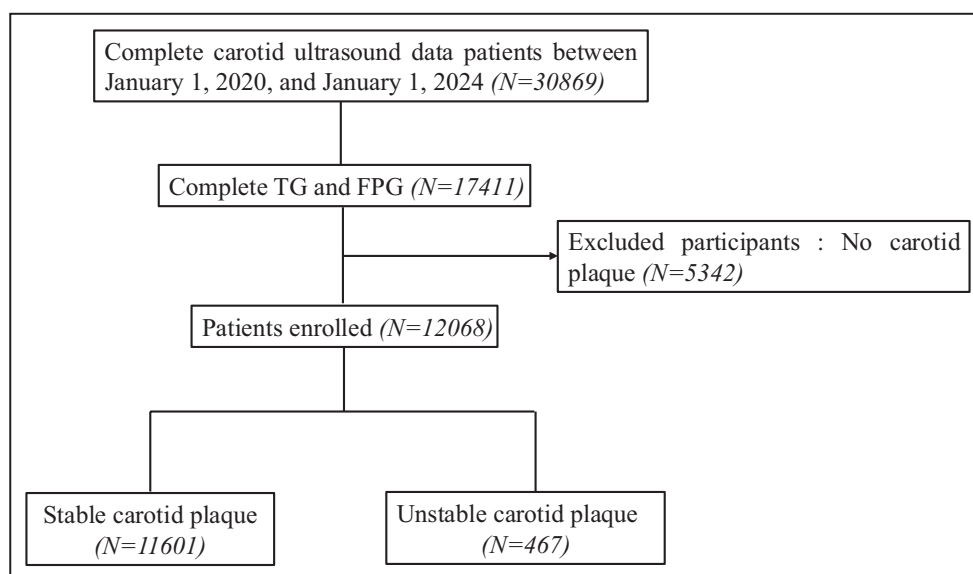 Complete carotid ultrasound data patients between
January 1, 2020, and January 1, 2024 (N=30869)
Complete TG and FPG (N=17411)
Excluded participants : No carotid
plaque (N=5342)
Patients enrolled (N=12068)
Stable carotid plaque
(N=11601)
Unstable carotid plaque
(N=467)